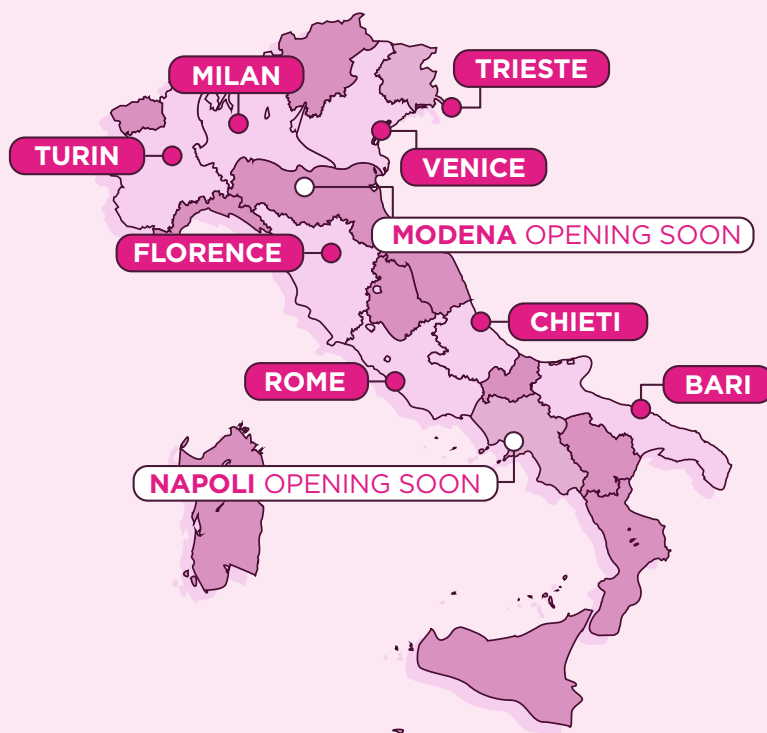 MILAN
TRIESTE
TURIN
VENICE
MODENA OPENING SOON
FLORENCE
CHIETI
ROME
BARI
NAPOLI OPENING SOON